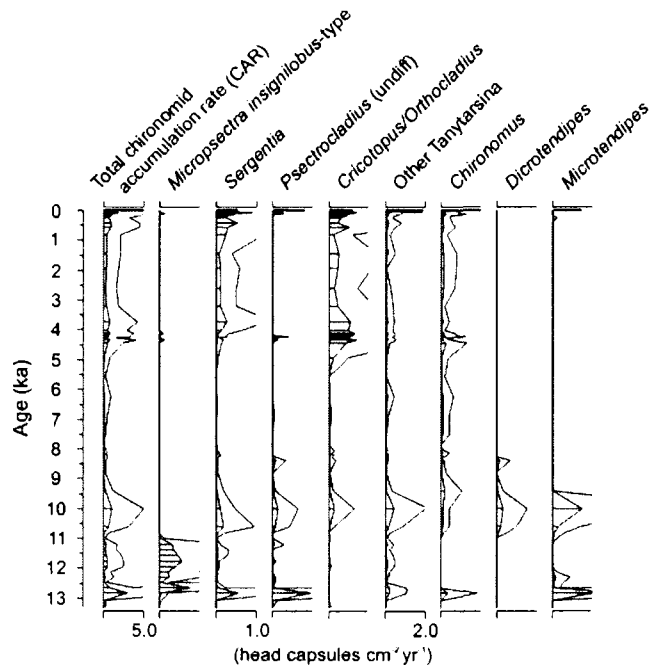 Total chironomid
accumulation rate (CAR)
Micropsectra insignilobus-type
Sergentia
Psectrocladius (undiff)
Cricotopus/Orthocladius
Other Tanytarsina
Chironomus
Dicrotendipes
Microtendipes
Age (ka)
0
1
2
3
4
5
6
7
8
9
10
11
12
13
5.0
1.0
2.0
(head capsules cm⁻² yr⁻¹)